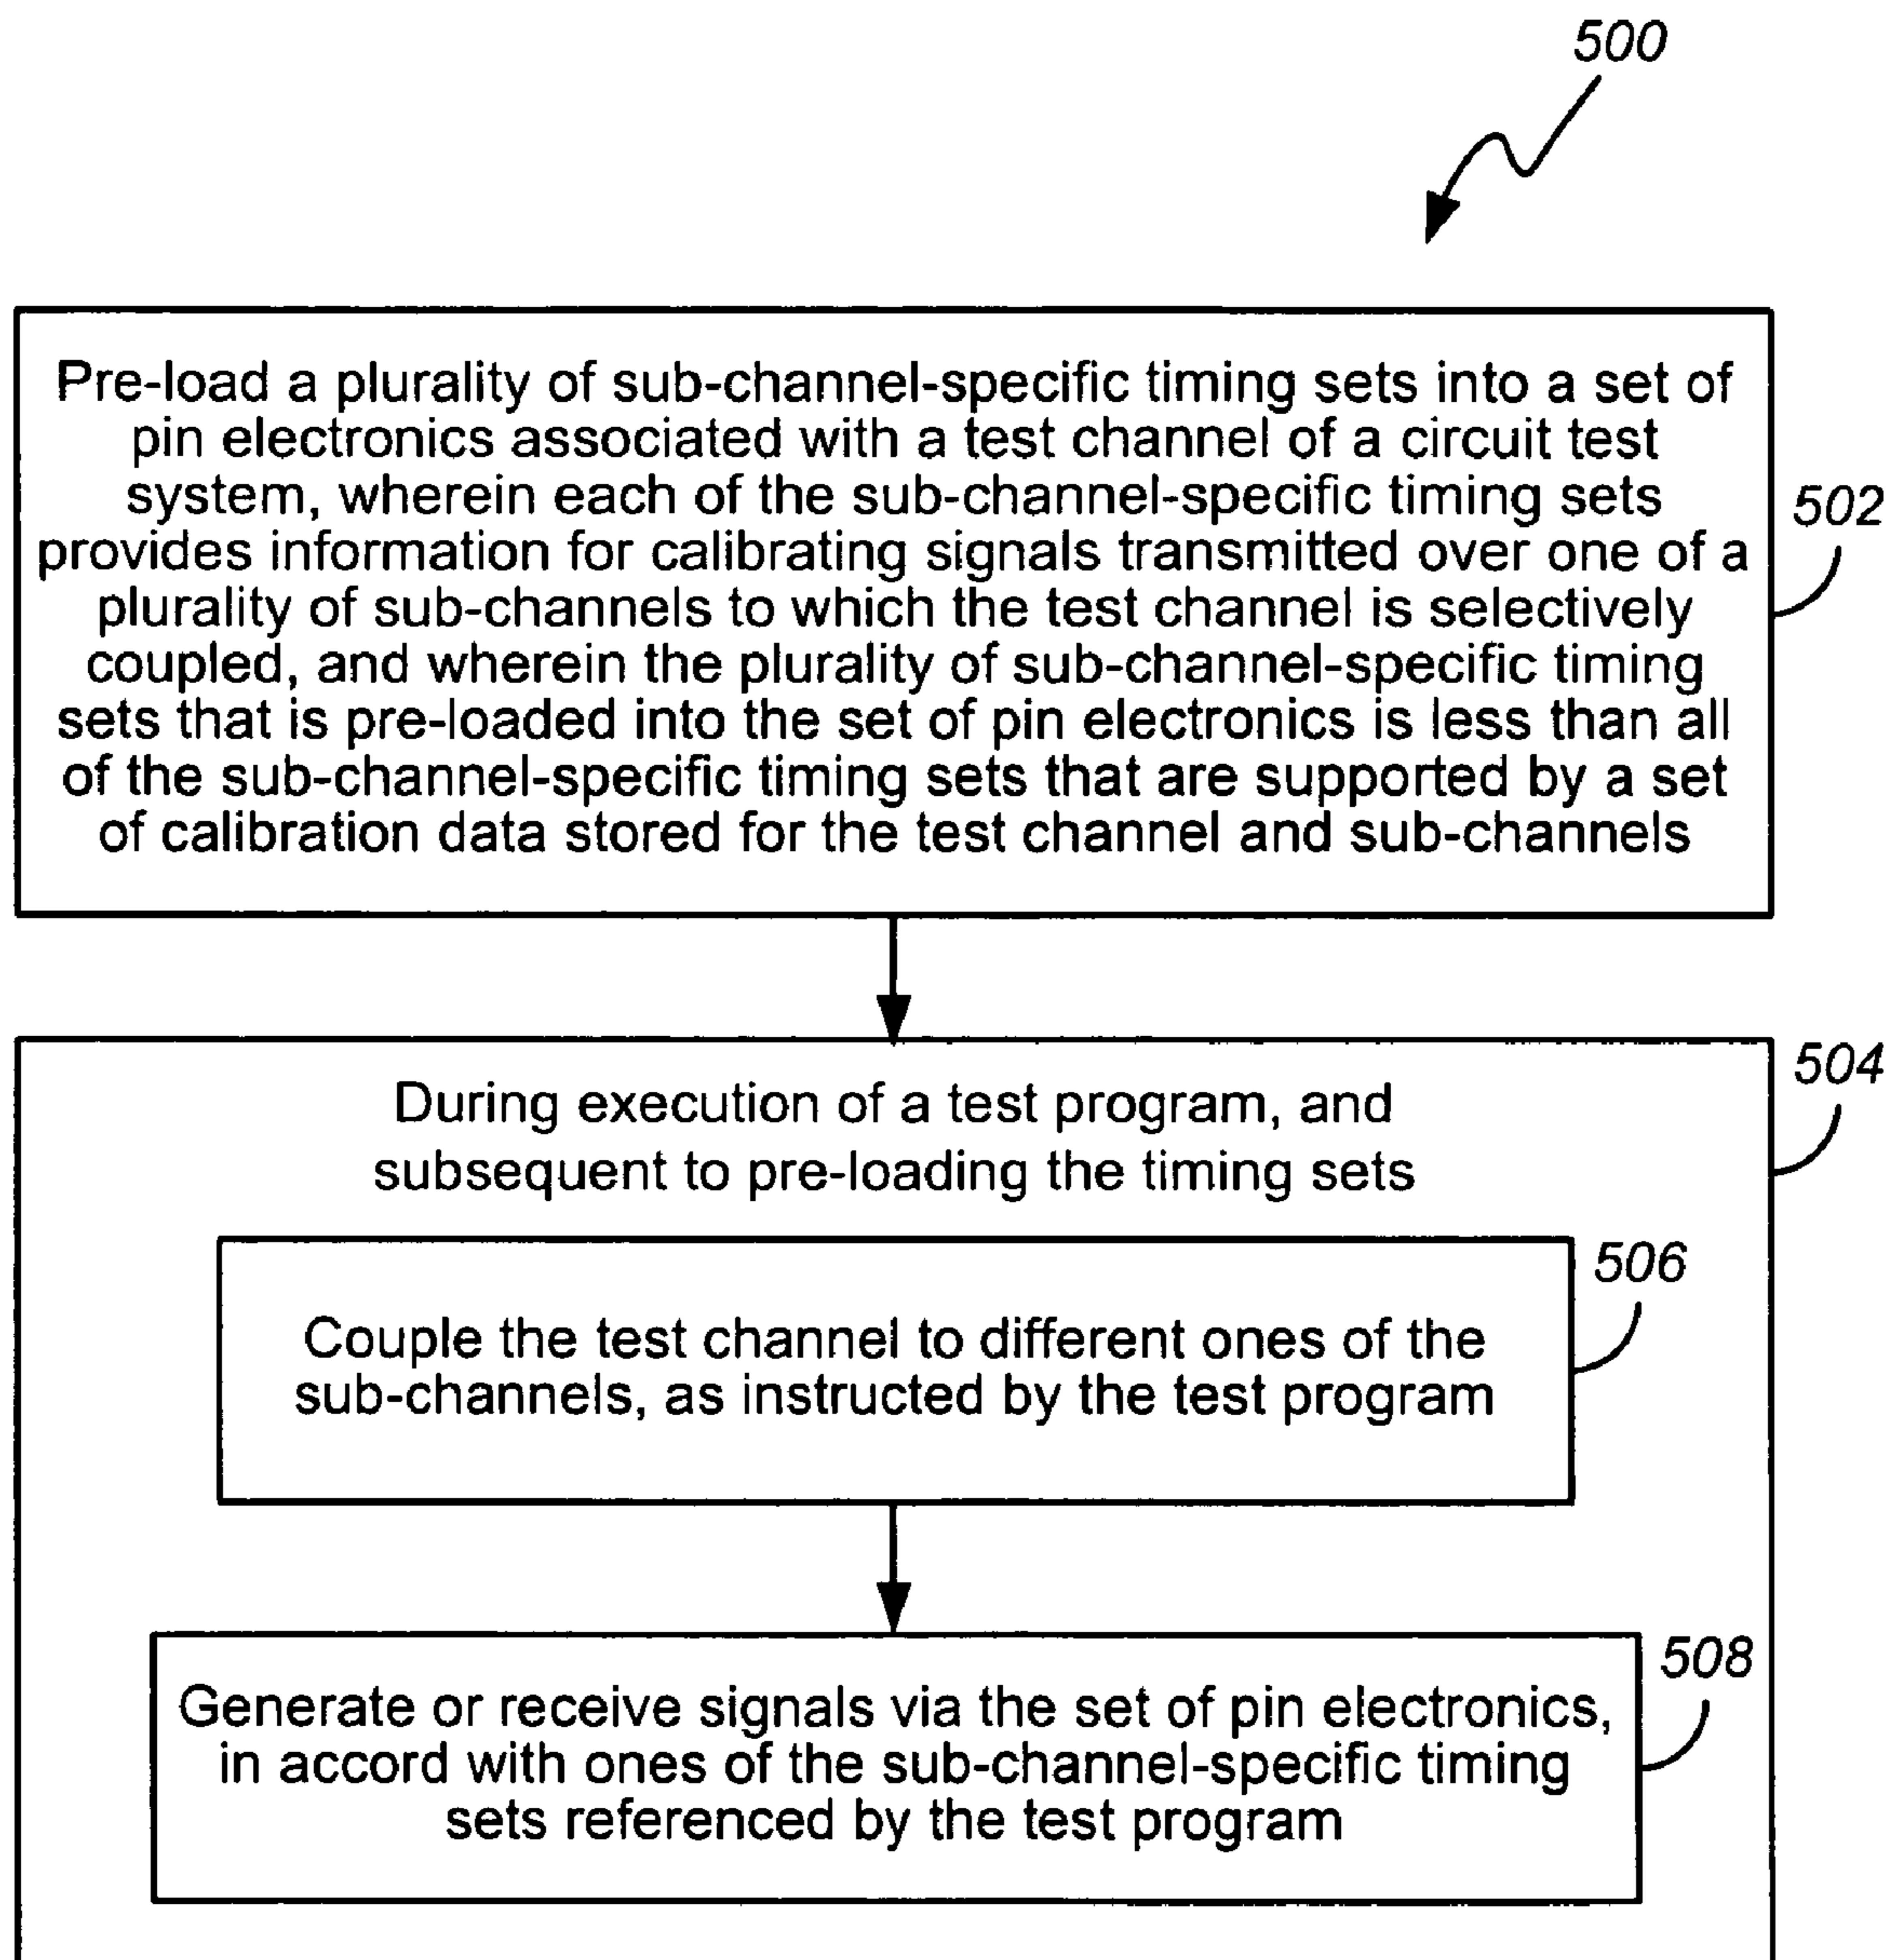 500
Pre-load a plurality of sub-channel-specific timing sets into a set of
pin electronics associated with a test channel of a circuit test
system, wherein each of the sub-channel-specific timing sets
provides information for calibrating signals transmitted over one of a
plurality of sub-channels to which the test channel is selectively
coupled, and wherein the plurality of sub-channel-specific timing
sets that is pre-loaded into the set of pin electronics is less than all
of the sub-channel-specific timing sets that are supported by a set
of calibration data stored for the test channel and sub-channels
502
504
During execution of a test program, and
subsequent to pre-loading the timing sets
506
Couple the test channel to different ones of the
sub-channels, as instructed by the test program
508
Generate or receive signals via the set of pin electronics,
in accord with ones of the sub-channel-specific timing
sets referenced by the test program